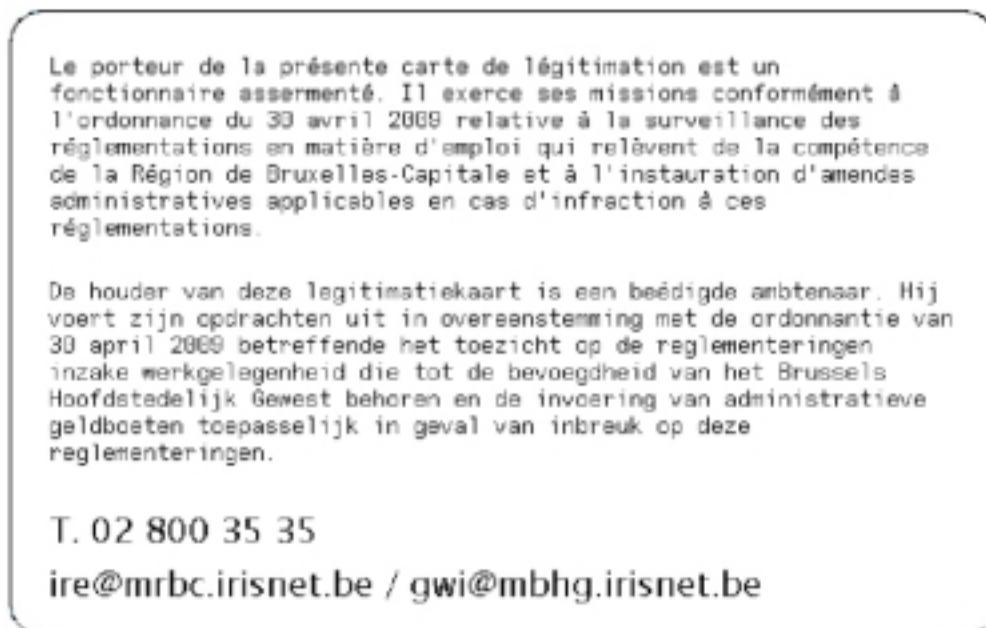 Le porteur de la présente carte de légitimation est un
fonctionnaire assermenté. Il exerce ses missions conformément à
l'ordonnance du 30 avril 2009 relative à la surveillance des
réglementations en matière d'emploi qui relèvent de la compétence
de la Région de Bruxelles-Capitale et à l'instauration d'amendes
administratives applicables en cas d'infraction à ces
réglementations.
De houder van deze legitimatiekaart is een beëdigde ambtenaar. Hij
voert zijn opdrachten uit in overeenstemming met de ordonnantie van
30 april 2009 betreffende het toezicht op de reglementeringen
inzake werkgelegenheid die tot de bevoegdheid van het Brussels
Hoofdstedelijk Gewest behoren en de invoering van administratieve
geldboeten toepasselijk in geval van inbreuk op deze
reglementeringen.
T. 02 800 35 35
ire@mrbc.irisnet.be / gwi@mbhg.irisnet.be